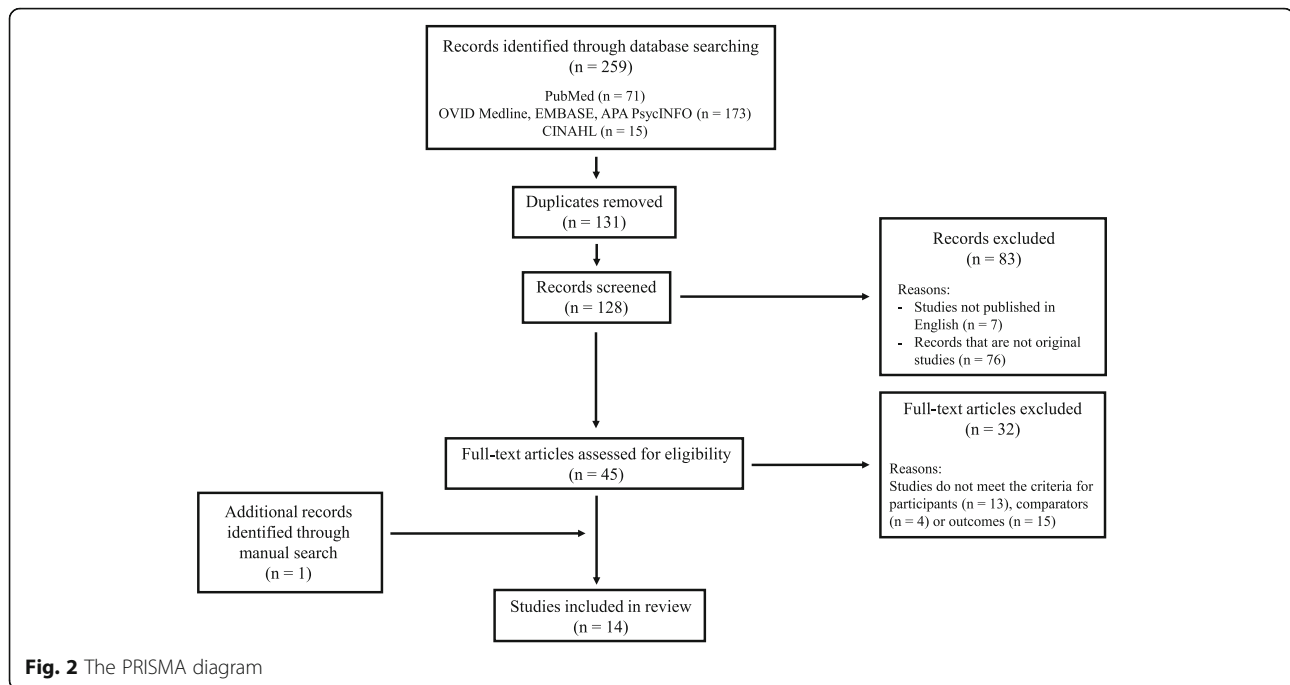 Records identified through database searching
(n = 259)
PubMed (n = 71)
OVID Medline, EMBASE, APA PsycINFO (n = 173)
CINAHL (n = 15)
Duplicates removed
(n = 131)
Records screened
(n = 128)
Records excluded
(n = 83)
Reasons:
- Studies not published in
English (n = 7)
- Records that are not original
studies (n = 76)
Full-text articles assessed for eligibility
(n = 45)
Full-text articles excluded
(n = 32)
Reasons:
Studies do not meet the criteria for
participants (n = 13), comparators
(n = 4) or outcomes (n = 15)
Additional records
identified through
manual search
(n = 1)
Studies included in review
(n = 14)
Fig. 2 The PRISMA diagram